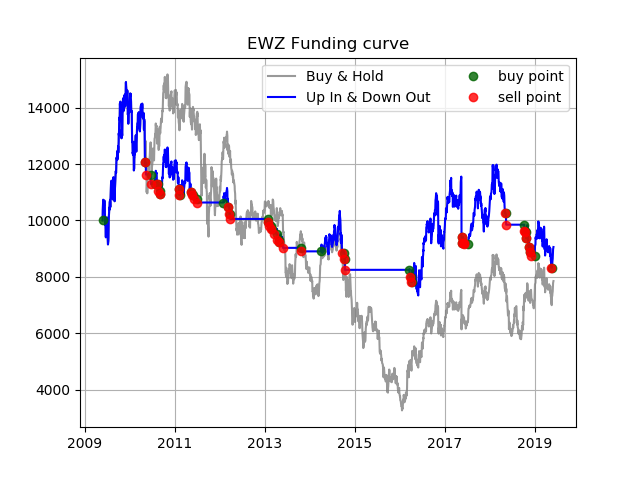 EWZ Funding curve
Buy & Hold
Up In & Down Out
buy point
sell point
14000
12000
10000
8000
6000
4000
2009 2011 2013 2015 2017 2019